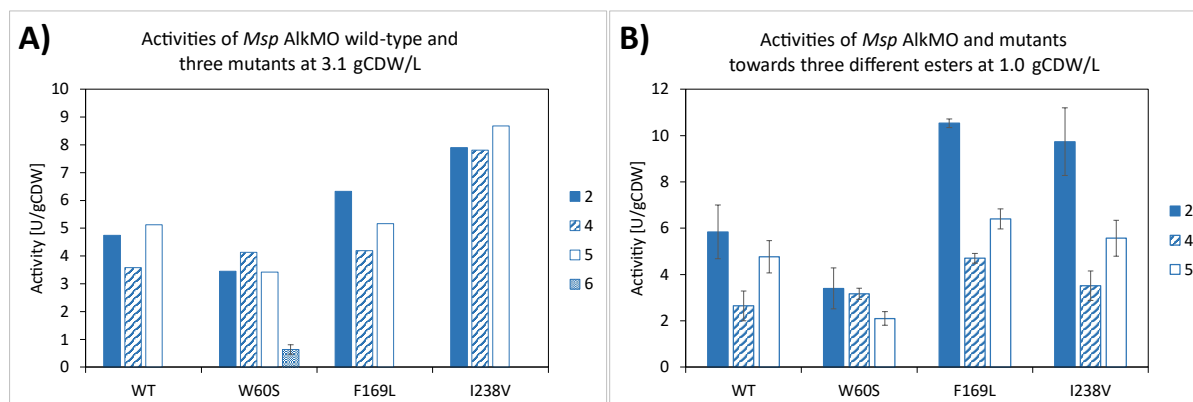 A)
Activities of Msp AlkMO wild-type and
three mutants at 3.1 gCDW/L
Activity [U/gCDW]
10
9
8
7
6
5
4
3
2
1
0
WT
W60S
F169L
I238V
2
4
5
6
B)
Activities of Msp AlkMO and mutants
towards three different esters at 1.0 gCDW/L
Activitiy [U/gCDW]
12
10
8
6
4
2
0
WT
W60S
F169L
I238V
2
4
5